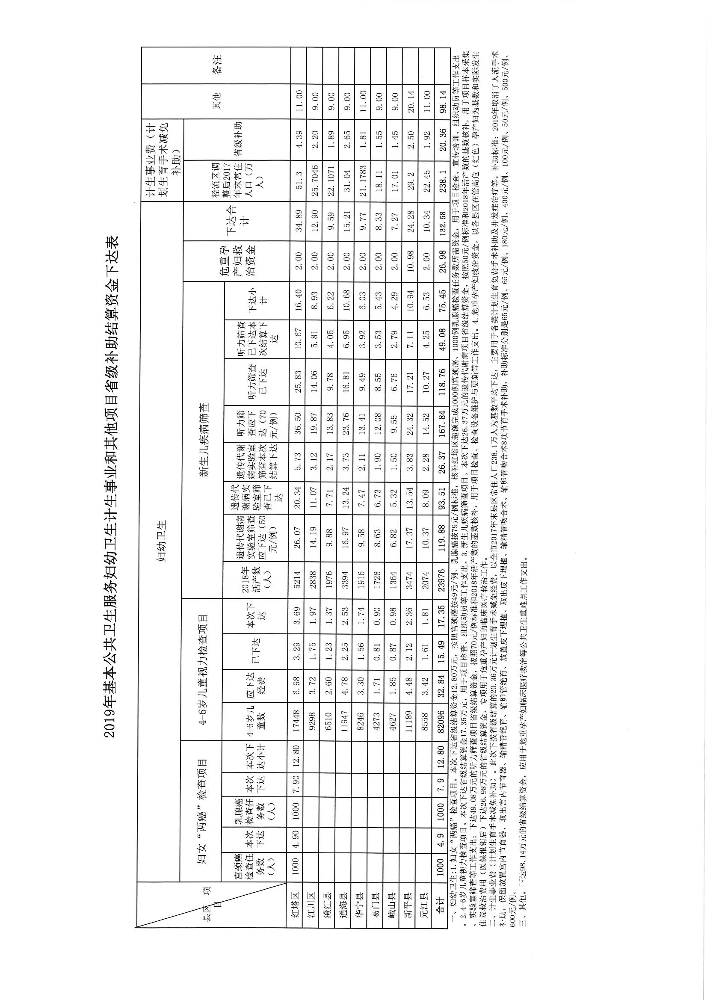 2019年基本公共卫生服务妇幼卫生计生事业和其他项目省级补助结算资金下达表
县区 项目
妇幼卫生
计生事业费（计划生育手术减免补助）
其他
备注
妇女“两癌”检查项目
4-6岁儿童视力检查项目
新生儿疾病筛查
危重孕产妇救治资金
下达合计
径流区调整后2017年末常住人口（万人）
省级补助
宫颈癌检查任务数（人）
本次下达
乳腺癌检查任务数（人）
本次下达
本次下达小计
4-6岁儿童数
应下达经费
已下达
本次下达
2018年活产数（人）
遗传代谢病实验室筛查应下达（50元/例）
遗传代谢病实验室筛查已下达
遗传代谢病实验室筛查本次结算下达
听力筛查应下达（70元/例）
听力筛查已下达
听力筛查已下达本次结算下达
下达小计
红塔区 1000 4.90 1000 7.90 12.80 17448 6.98 3.29 3.69 5214 26.07 20.34 5.73 36.50 25.83 10.67 16.40 2.00 34.89 51.3 4.39 11.00
江川区 9298 3.72 1.75 1.97 2838 14.19 11.07 3.12 19.87 14.06 5.81 8.93 2.00 12.90 25.7046 2.20 9.00
澄江县 6510 2.60 1.23 1.37 1976 9.88 7.71 2.17 13.83 9.78 4.05 6.22 2.00 9.59 22.1071 1.89 9.00
通海县 11947 4.78 2.25 2.53 3394 16.97 13.24 3.73 23.76 16.81 6.95 10.68 2.00 15.21 31.04 2.65 9.00
华宁县 8246 3.30 1.56 1.74 1916 9.58 7.47 2.11 13.41 9.49 3.92 6.03 2.00 9.77 21.1783 1.81 11.00
易门县 4273 1.71 0.81 0.90 1726 8.63 6.73 1.90 12.08 8.55 3.53 5.43 2.00 8.33 18.11 1.55 9.00
峨山县 4627 1.85 0.87 0.98 1364 6.82 5.32 1.50 9.55 6.76 2.79 4.29 2.00 7.27 17.01 1.45 9.00
新平县 11189 4.48 2.12 2.36 3474 17.37 13.54 3.83 24.32 17.21 7.11 10.94 10.98 24.28 29.2 2.50 20.14
元江县 8558 3.42 1.61 1.81 2074 10.37 8.09 2.28 14.52 10.27 4.25 6.53 2.00 10.34 22.45 1.92 11.00
合计 1000 4.9 1000 7.9 12.80 82096 32.84 15.49 17.35 23976 119.88 93.51 26.37 167.84 118.76 49.08 75.45 26.98 132.58 238.1 20.36 98.14
一、妇幼卫生:1.妇女“两癌”检查项目。本次下达省级结算资金12.80万元，按照宫颈癌按49元/例、乳腺癌按79元/例标准，核补红塔区超额完成1000例宫颈癌、1000例乳腺癌检查任务数所需资金，用于项目检查、宣传培训、组织动员等工作支出
。2.4-6岁儿童视力检查项目。本次下达省级结算资金17.35万元，用于项目检查、组织动员等工作支出。3.新生儿疾病筛查项目。本次下达26.37万元的遗传代谢病项目省级结算资金，按照50元/例标准和2018年活产数的基数核补，用于项目样本采集
、实验室筛查等工作支出；下达49.08万元的听力筛查项目省级结算资金，按照70元/例标准和2018年活产数的基数核补，用于项目检查、检查设备维护与更新等工作支出。4.危重孕产妇救治资金。以各县区在管高危（红色）孕产妇为基数和实际发生
住院救治费用（医保报销后）下达26.98万元的省级结算资金，专项用于危重孕产妇的临床医疗救治工作。
二、计生事业费（计划生育手术减免补助）。此次下拨省级结算的20.36万元计划生育手术减免经费，以全市2017年末县区常住人口238.1万人为基数平均下达，主要用于各类计划生育免费手术补助及并发症治疗等。补助标准：2019年取消了人流手术
补助，保留放置宫内节育器、取出宫内节育器、输精管绝育、输卵管绝育、放置皮下埋植、取出皮下埋植、输精管吻合术、输卵管吻合术8项节育手术补助，补助标准分别是65元/例、65元/例、180元/例、400元/例、100元/例、50元/例、500元/例、
600元/例。
三、其他。下达98.14万元的省级结算资金，应用于危重孕产妇临床医疗救治等公共卫生重难点工作支出。